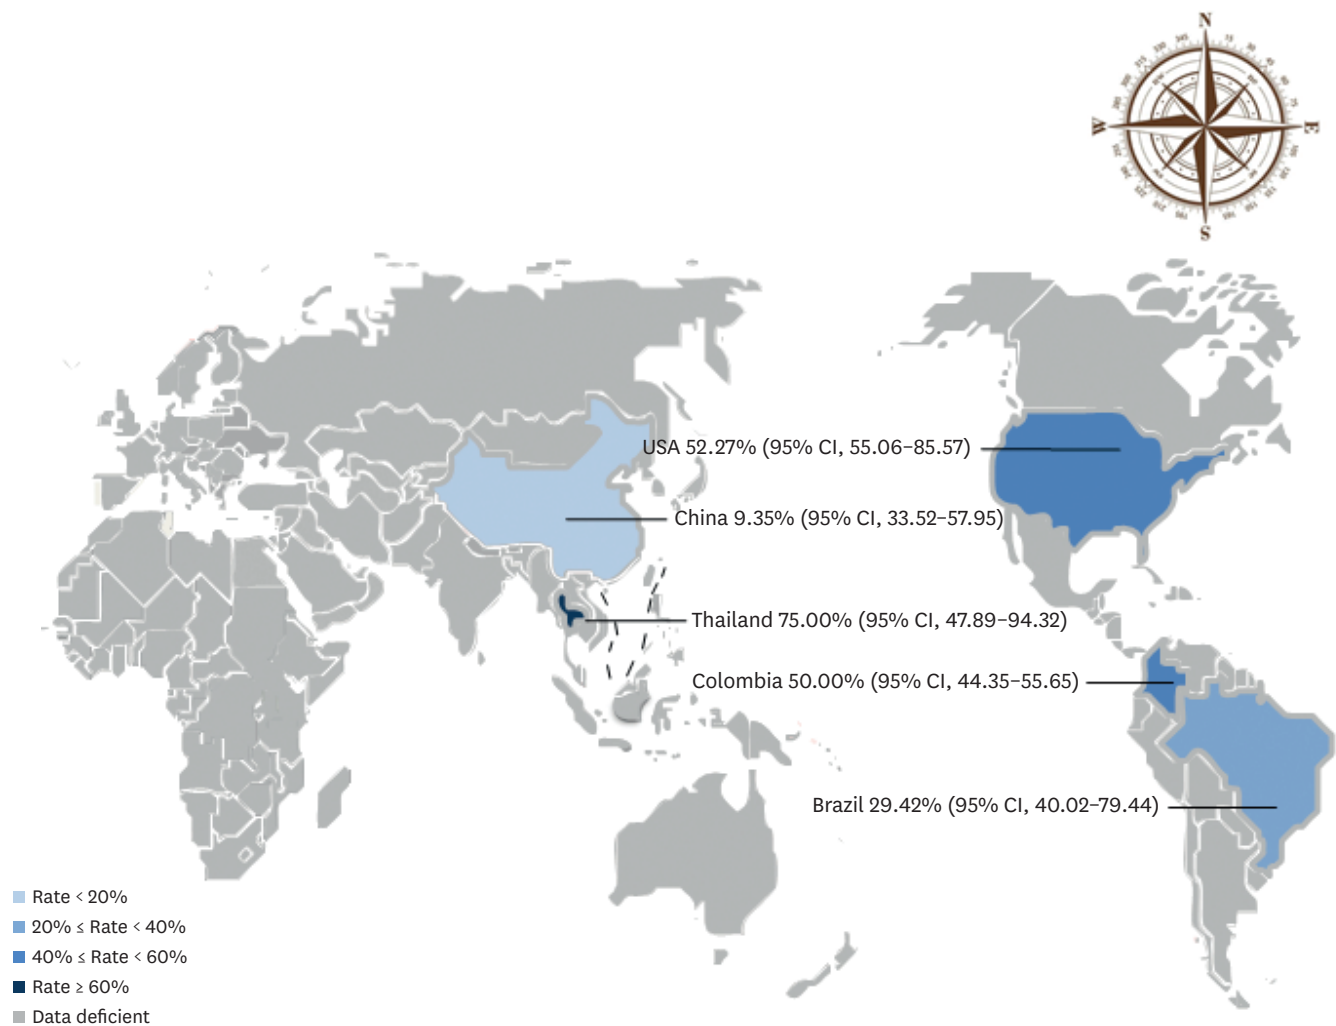 N
W
E
S
USA 52.27% (95% CI, 55.06–85.57)
China 9.35% (95% CI, 33.52–57.95)
Thailand 75.00% (95% CI, 47.89–94.32)
Colombia 50.00% (95% CI, 44.35–55.65)
Brazil 29.42% (95% CI, 40.02–79.44)
Rate < 20%
20% ≤ Rate < 40%
40% ≤ Rate < 60%
Rate ≥ 60%
Data deficient